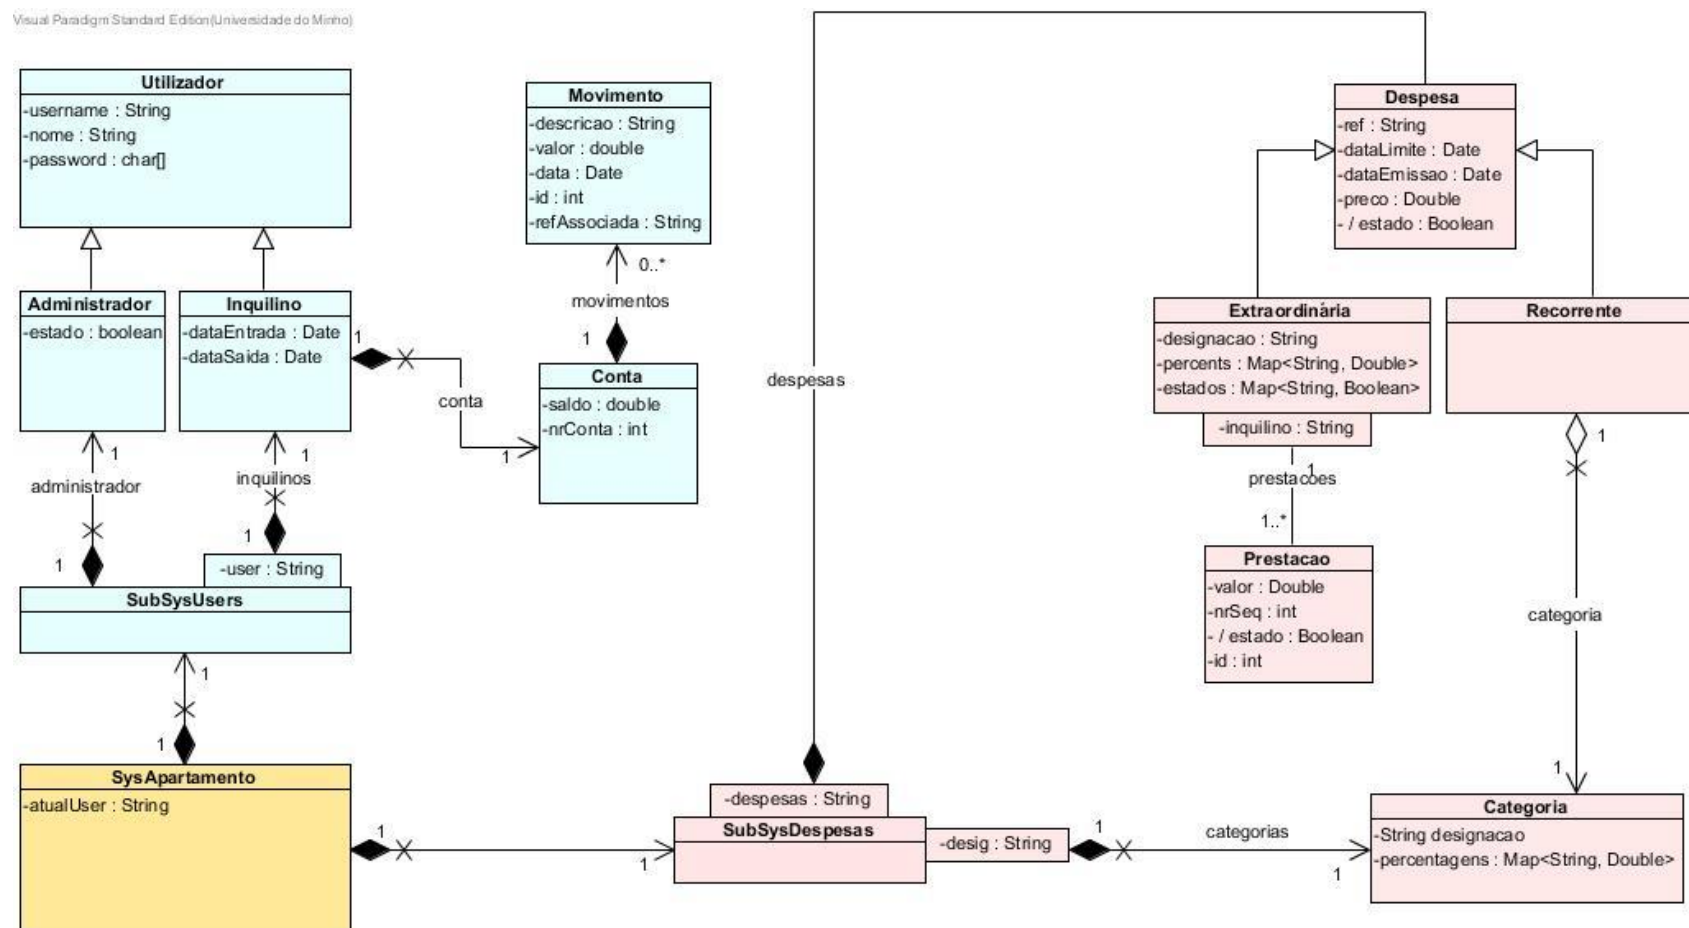 Visual Paradigm Standard Edition(Universidade do Minho)
Utilizador
-username : String
-nome : String
-password : char[]
Movimento
-descricao : String
-valor : double
-data : Date
-id : int
-refAssociada : String
Despesa
-ref : String
-dataLimite : Date
-dataEmissao : Date
-preco : Double
- / estado : Boolean
0..*
movimentos
1
Administrador
-estado : boolean
Inquilino
-dataEntrada : Date
-dataSaida : Date
1
conta
1
Conta
-saldo : double
-nrConta : int
despesas
Extraordinária
-designacao : String
-percents : Map<String, Double>
-estados : Map<String, Boolean>
-inquilino : String
Recorrente
1
1
prestacoes
1..*
Prestacao
-valor : Double
-nrSeq : int
- / estado : Boolean
-id : int
categoria
1
1
administrador
1
1
inquilinos
1
-user : String
SubSysUsers
1
1
SysApartamento
-atualUser : String
1
1
-despesas : String
SubSysDespesas
-desig : String
1
categorias
1
Categoria
-String designacao
-percentagens : Map<String, Double>